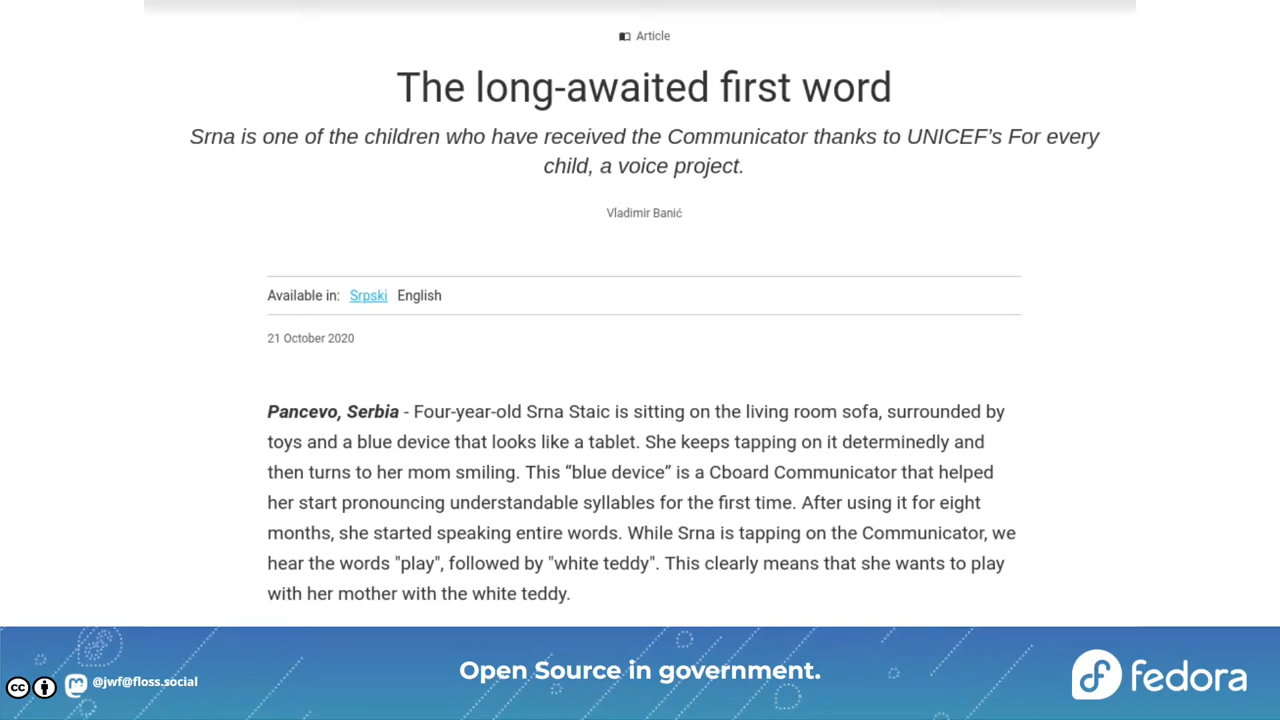 Article
The long-awaited first word
Srna is one of the children who have received the Communicator thanks to UNICEF’s For every
child, a voice project.
Vladimir Banić
Available in: Srpski English
21 October 2020
Pancevo, Serbia - Four-year-old Srna Staic is sitting on the living room sofa, surrounded by
toys and a blue device that looks like a tablet. She keeps tapping on it determinedly and
then turns to her mom smiling. This “blue device” is a Cboard Communicator that helped
her start pronouncing understandable syllables for the first time. After using it for eight
months, she started speaking entire words. While Srna is tapping on the Communicator, we
hear the words "play", followed by "white teddy". This clearly means that she wants to play
with her mother with the white teddy.
Open Source in government.
cc
@jwf@floss.social
fedora